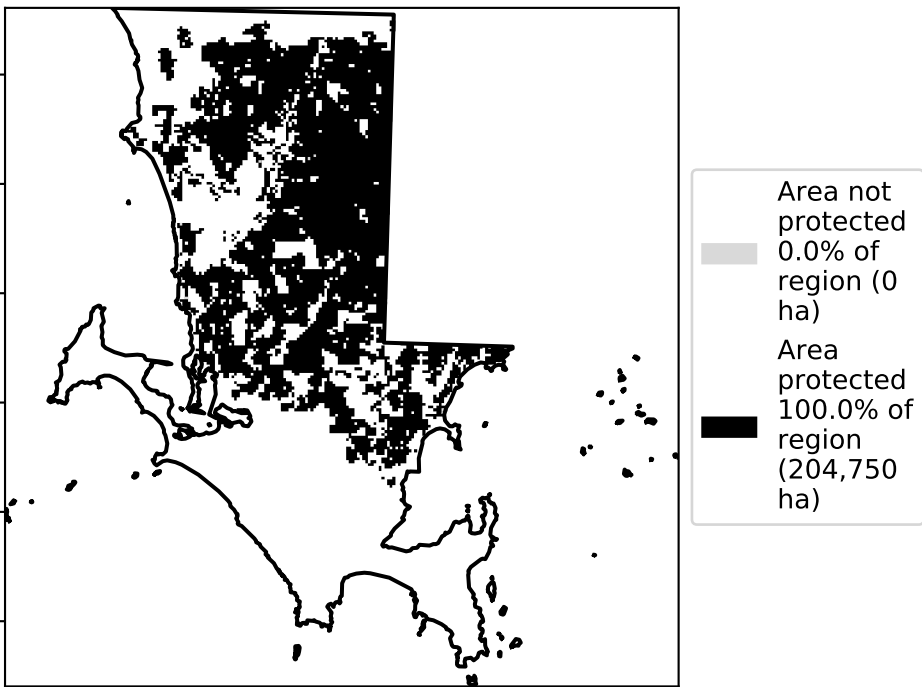 Area not
protected
0.0% of
region (0
ha)
Area
protected
100.0% of
region
(204,750
ha)